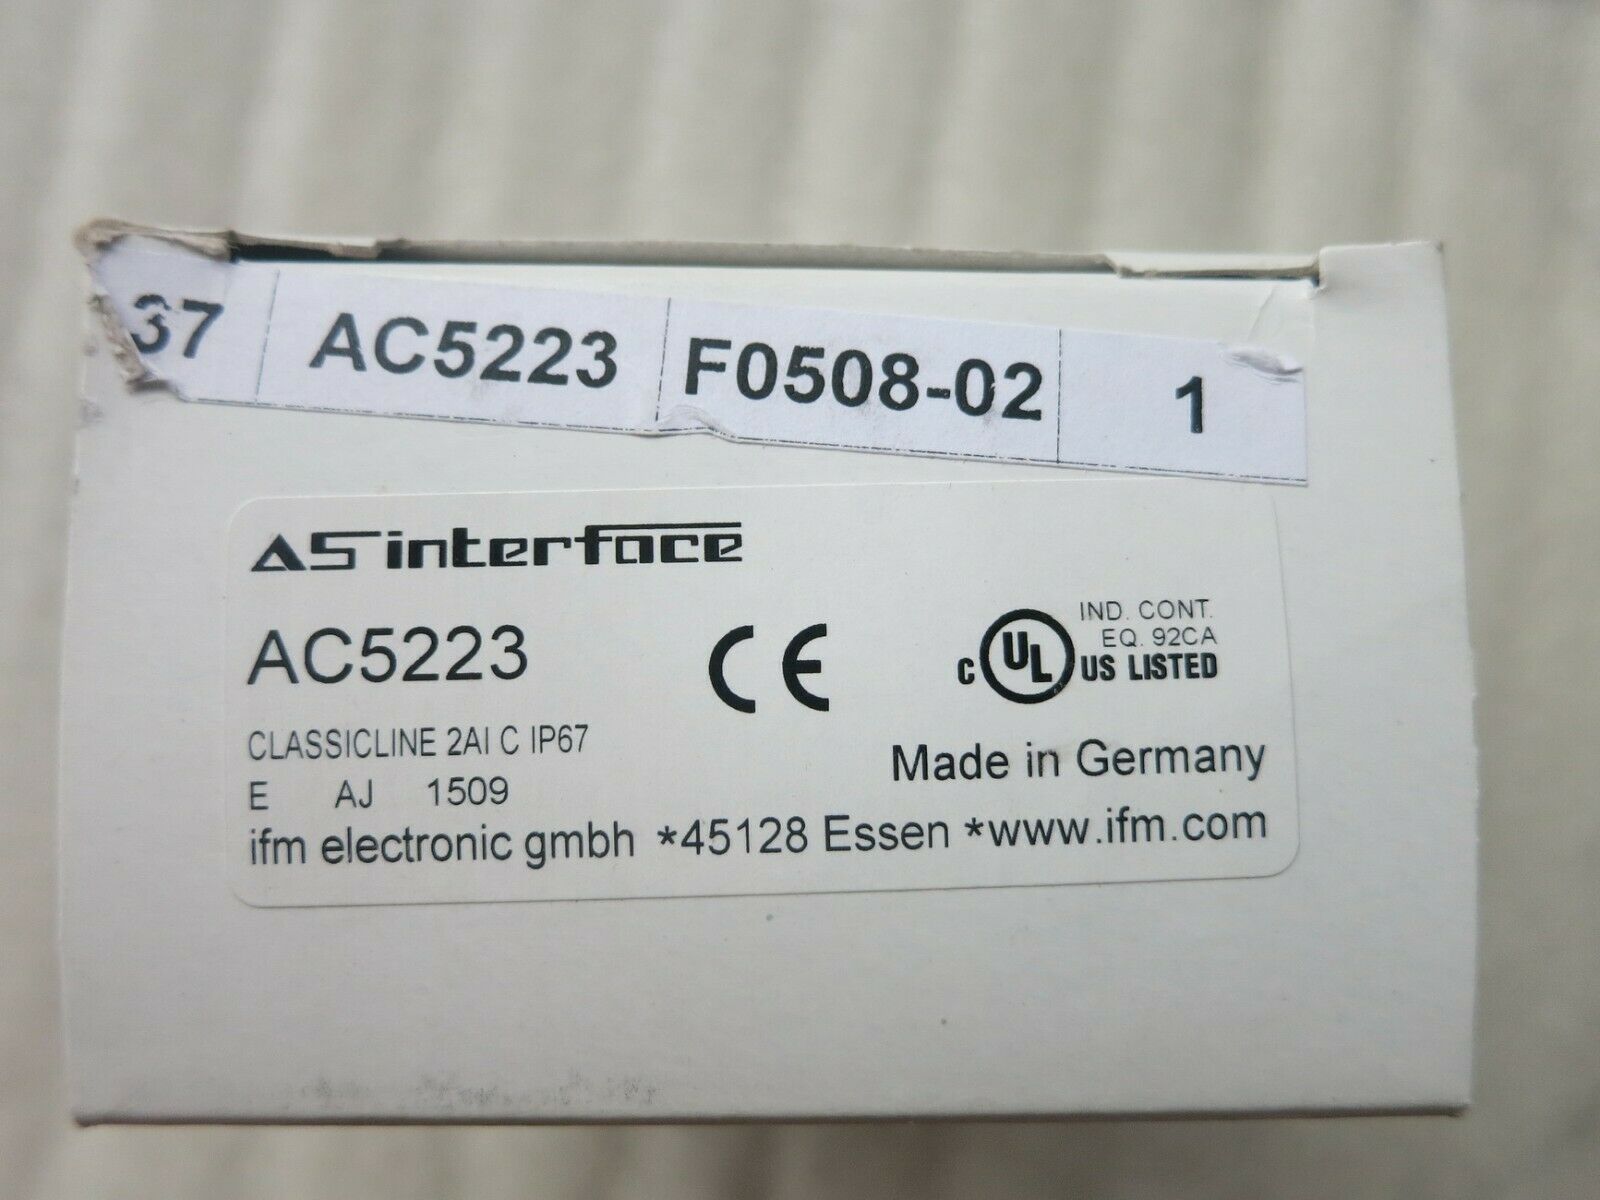 37 AC5223 F0508-02 1
AS interface
AC5223
CE
IND. CONT.
EQ. 92CA
C UL US LISTED
CLASSICLINE 2AI C IP67
E AJ 1509
Made in Germany
ifm electronic gmbh *45128 Essen *www.ifm.com